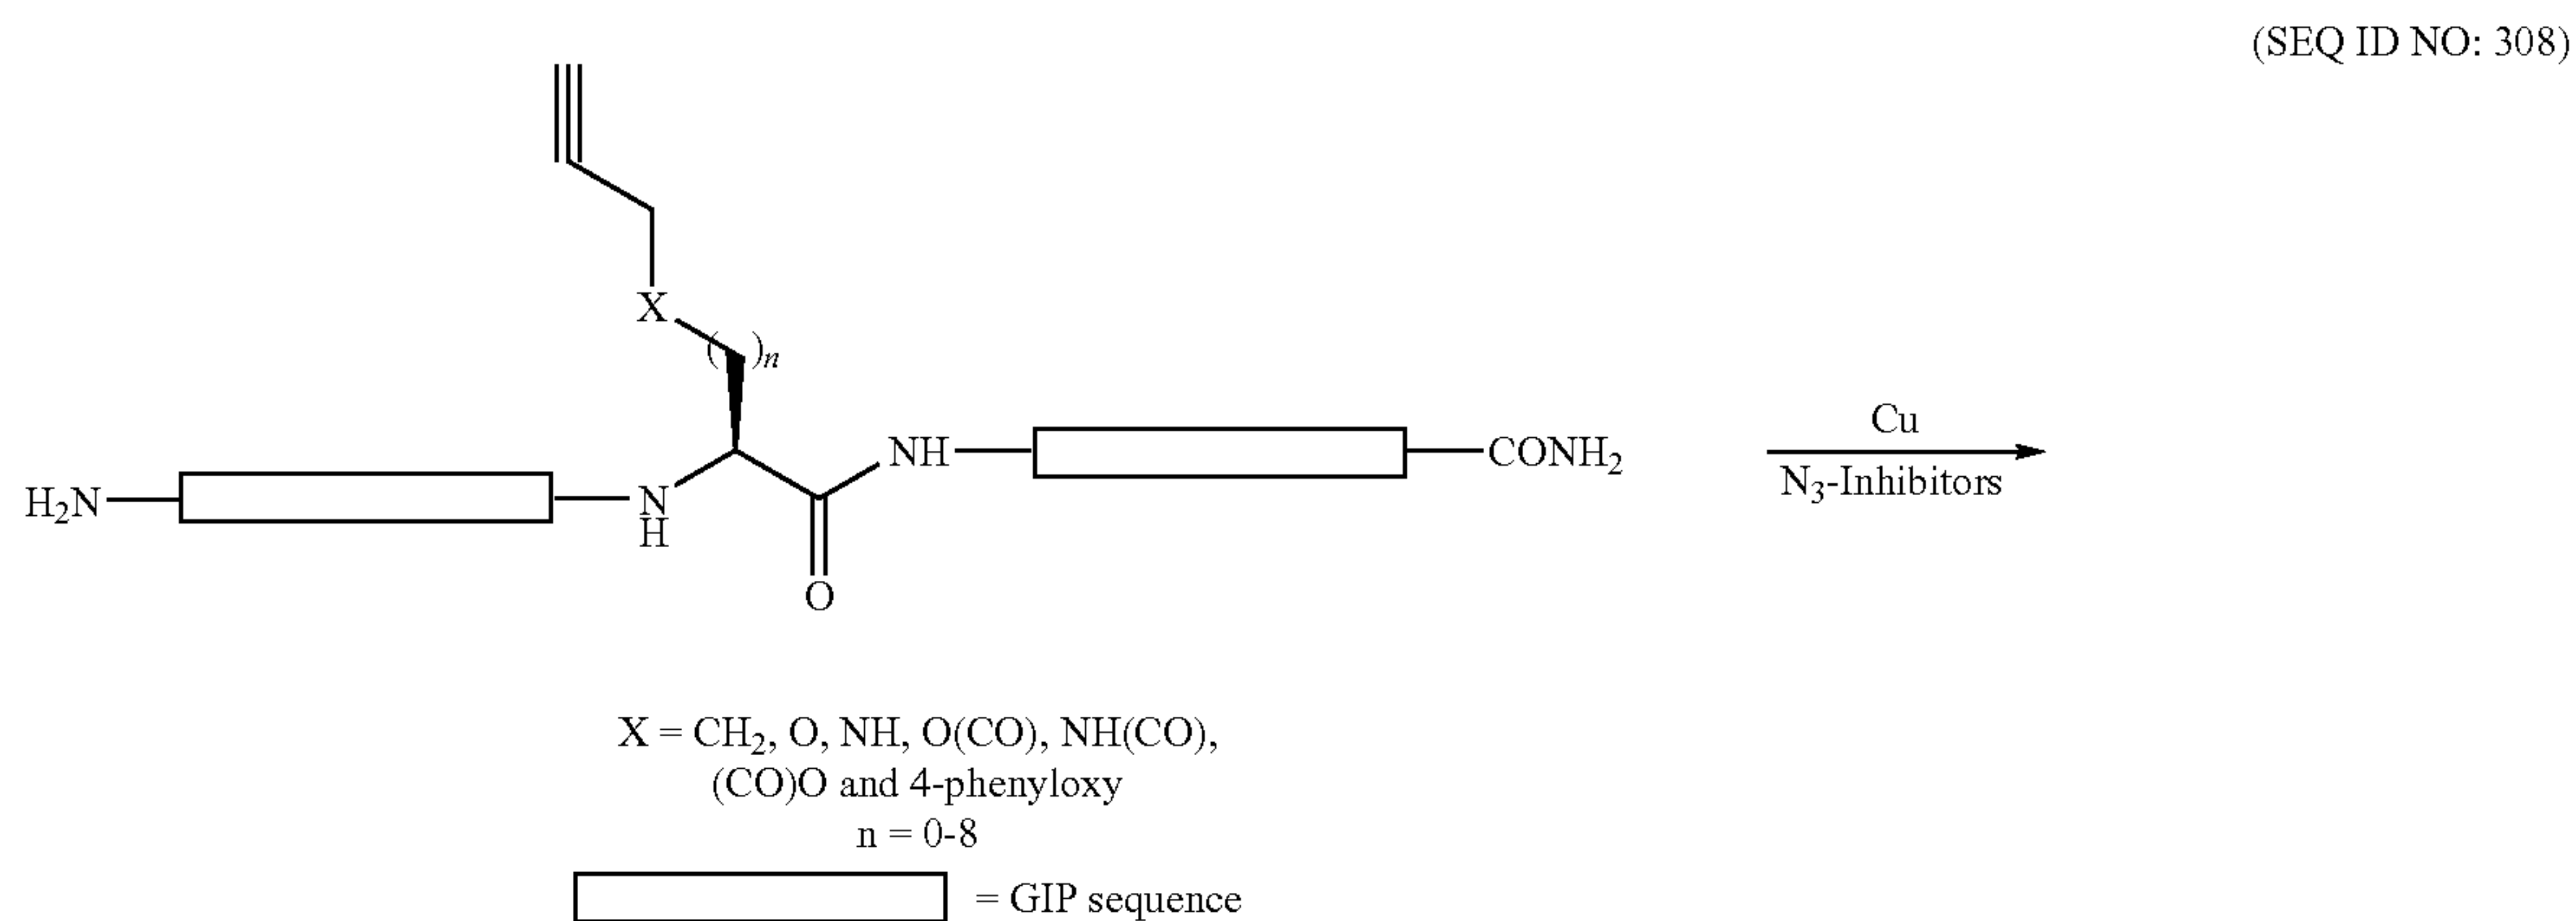 (SEQ ID NO: 308)
X
( )n
H₂N
N
H
O
NH
CONH₂
Cu
N₃-Inhibitors
X = CH₂, O, NH, O(CO), NH(CO),
(CO)O and 4-phenyloxy
n = 0-8
= GIP sequence